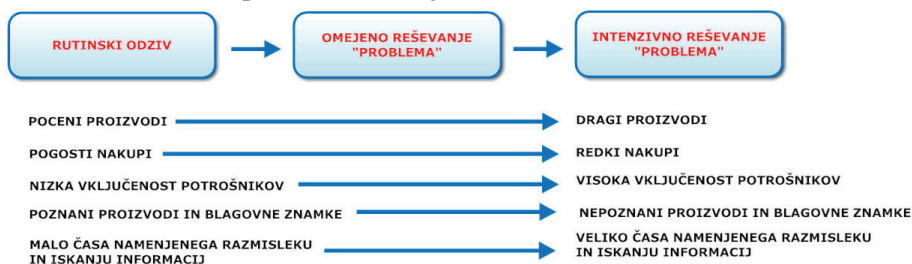 RUTINSKI ODZIV
OMEJENO REŠEVANJE
"PROBLEMA"
INTENZIVNO REŠEVANJE
"PROBLEMA"
POCENI PROIZVODI
DRAGI PROIZVODI
POGOSTI NAKUPI
REDKI NAKUPI
NIZKA VKLJUČENOST POTROŠNIKOV
VISOKA VKLJUČENOST POTROŠNIKOV
POZNANI PROIZVODI IN BLAGOVNE ZNAMKE
NEPOZNANI PROIZVODI IN BLAGOVNE ZNAMKE
MALO ČASA NAMENJENEGA RAZMISLEKU
IN ISKANJU INFORMACIJ
VELIKO ČASA NAMENJENEGA RAZMISLEKU
IN ISKANJU INFORMACIJ